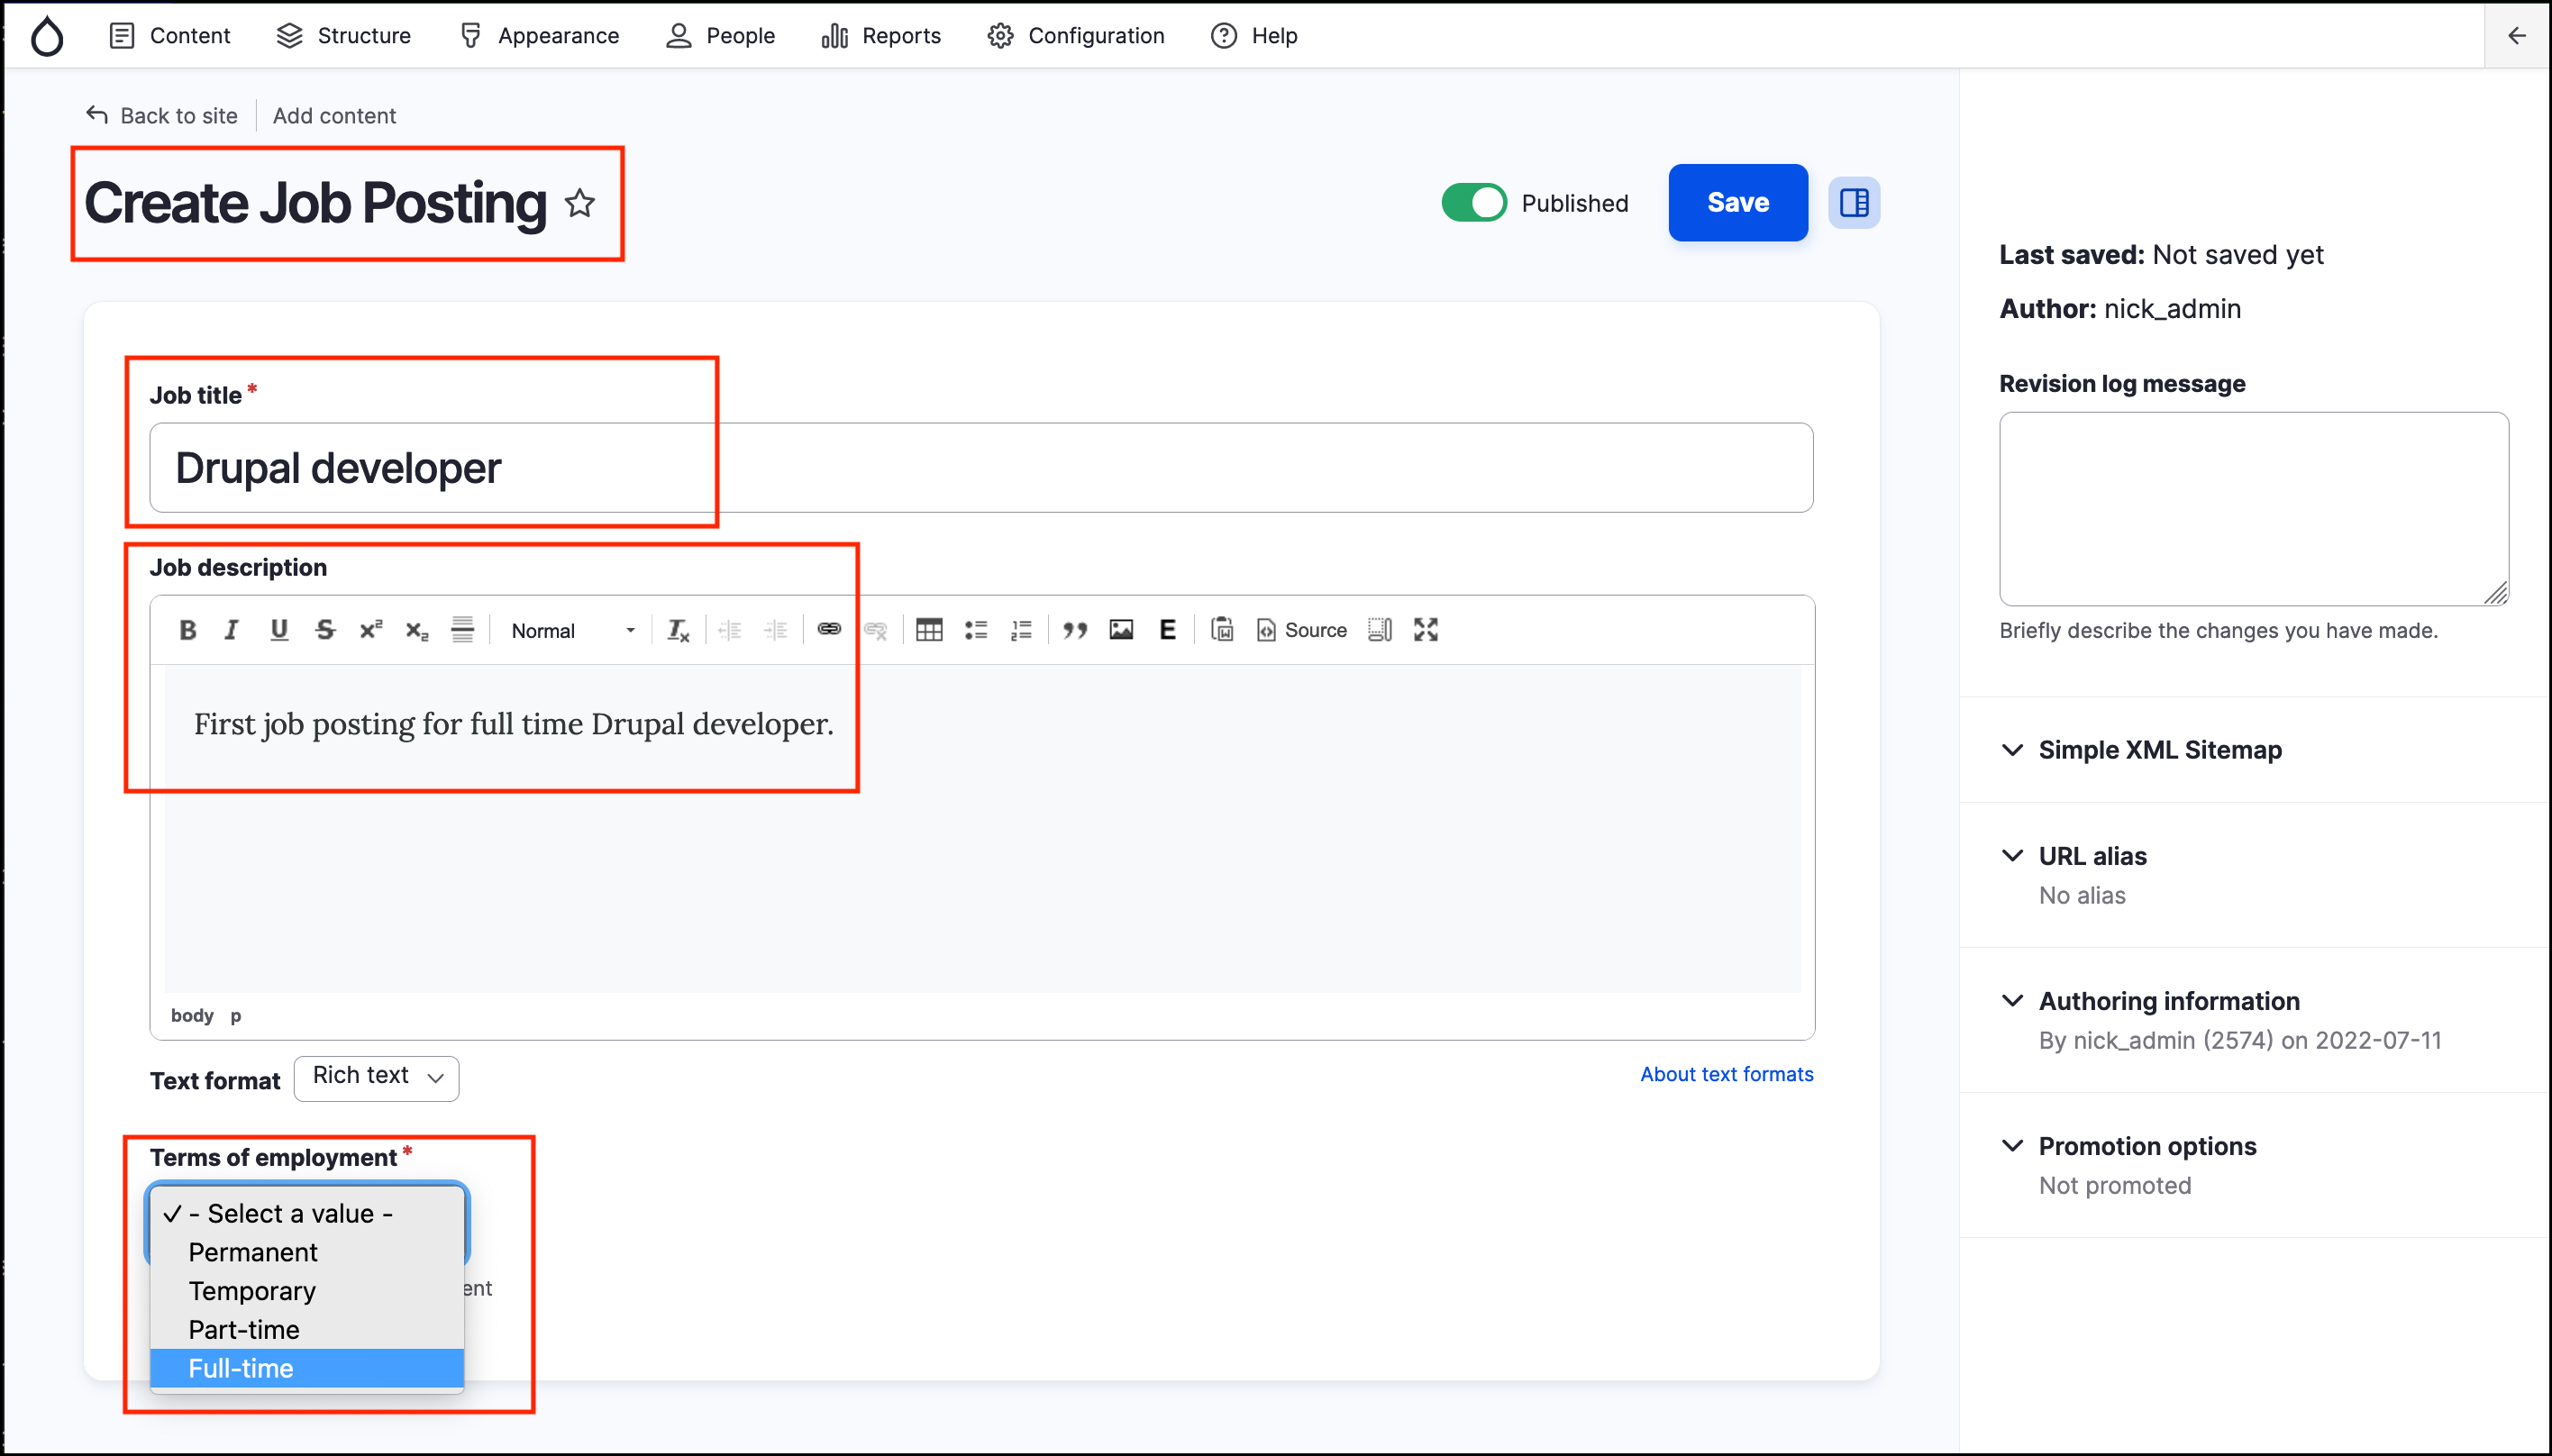 Content Structure Appearance People Reports Configuration Help
Back to site Add content
Create Job Posting
Published Save
Job title *
Drupal developer
Job description
B I U S x² x₂ Normal Tx E Source
First job posting for full time Drupal developer.
body p
Text format Rich text
About text formats
Terms of employment *
✓ - Select a value -
Permanent
Temporary
ent
Part-time
Full-time
Last saved: Not saved yet
Author: nick_admin
Revision log message
Briefly describe the changes you have made.
Simple XML Sitemap
URL alias
No alias
Authoring information
By nick_admin (2574) on 2022-07-11
Promotion options
Not promoted